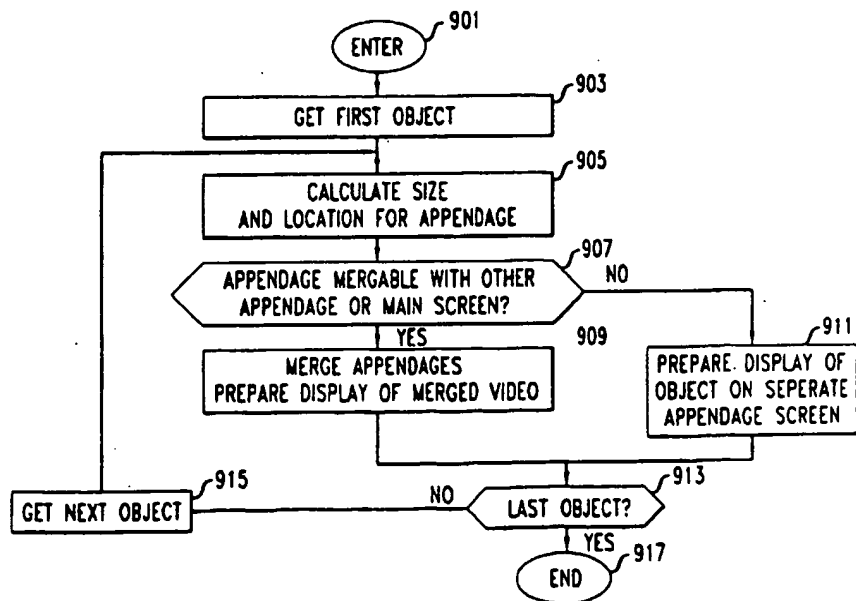 901
ENTER
903
GET FIRST OBJECT
905
CALCULATE SIZE
AND LOCATION FOR APPENDAGE
907
APPENDAGE MERGABLE WITH OTHER
APPENDAGE OR MAIN SCREEN?
NO
YES
909
MERGE APPENDAGES
PREPARE DISPLAY OF MERGED VIDEO
911
PREPARE DISPLAY OF
OBJECT ON SEPERATE
APPENDAGE SCREEN
913
LAST OBJECT?
NO
915
GET NEXT OBJECT
YES
917
END